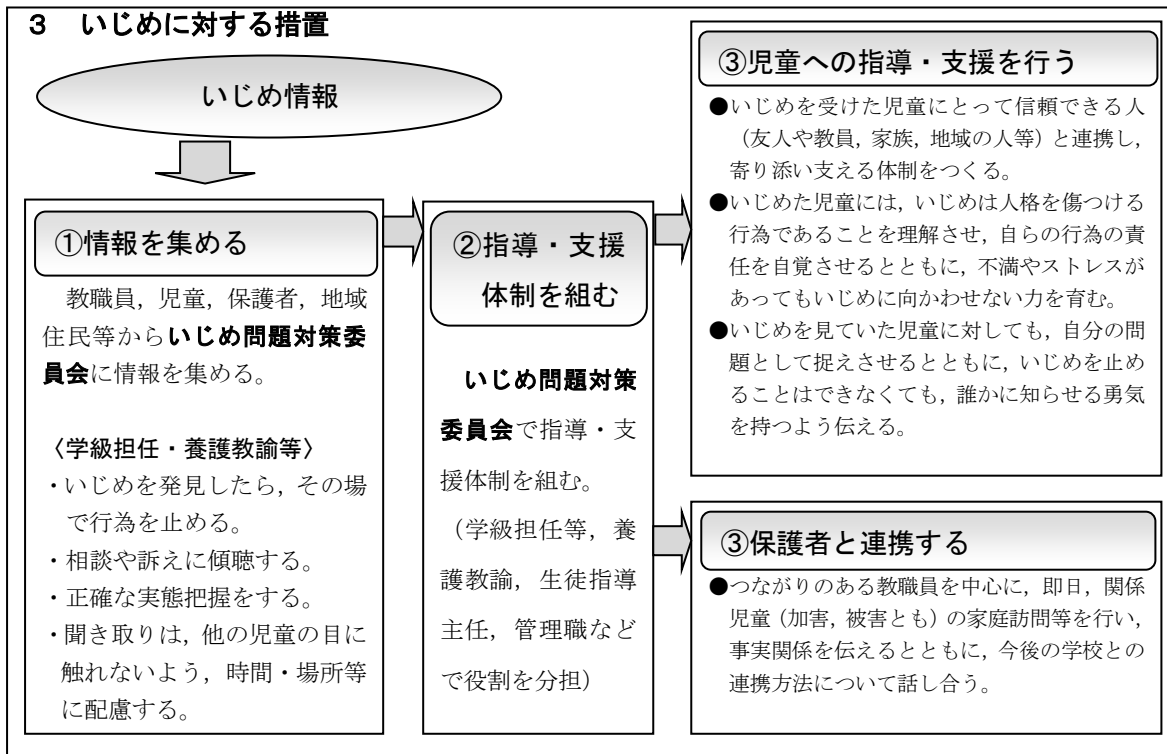 ３　いじめに対する措置
いじめ情報
①情報を集める
教職員，児童，保護者，地域
住民等からいじめ問題対策委
員会に情報を集める。
〈学級担任・養護教諭等〉
・いじめを発見したら，その場
で行為を止める。
・相談や訴えに傾聴する。
・正確な実態把握をする。
・聞き取りは，他の児童の目に
触れないよう，時間・場所等
に配慮する。
②指導・支援
体制を組む
いじめ問題対策
委員会で指導・支
援体制を組む。
（学級担任等，養
護教諭，生徒指導
主任，管理職など
で役割を分担）
③児童への指導・支援を行う
●いじめを受けた児童にとって信頼できる人
（友人や教員，家族，地域の人等）と連携し，
寄り添い支える体制をつくる。
●いじめた児童には，いじめは人格を傷つける
行為であることを理解させ，自らの行為の責
任を自覚させるとともに，不満やストレスが
あってもいじめに向かわせない力を育む。
●いじめを見ていた児童に対しても，自分の問
題として捉えさせるとともに，いじめを止め
ることはできなくても，誰かに知らせる勇気
を持つよう伝える。
③保護者と連携する
●つながりのある教職員を中心に，即日，関係
児童（加害，被害とも）の家庭訪問等を行い，
事実関係を伝えるとともに，今後の学校との
連携方法について話し合う。